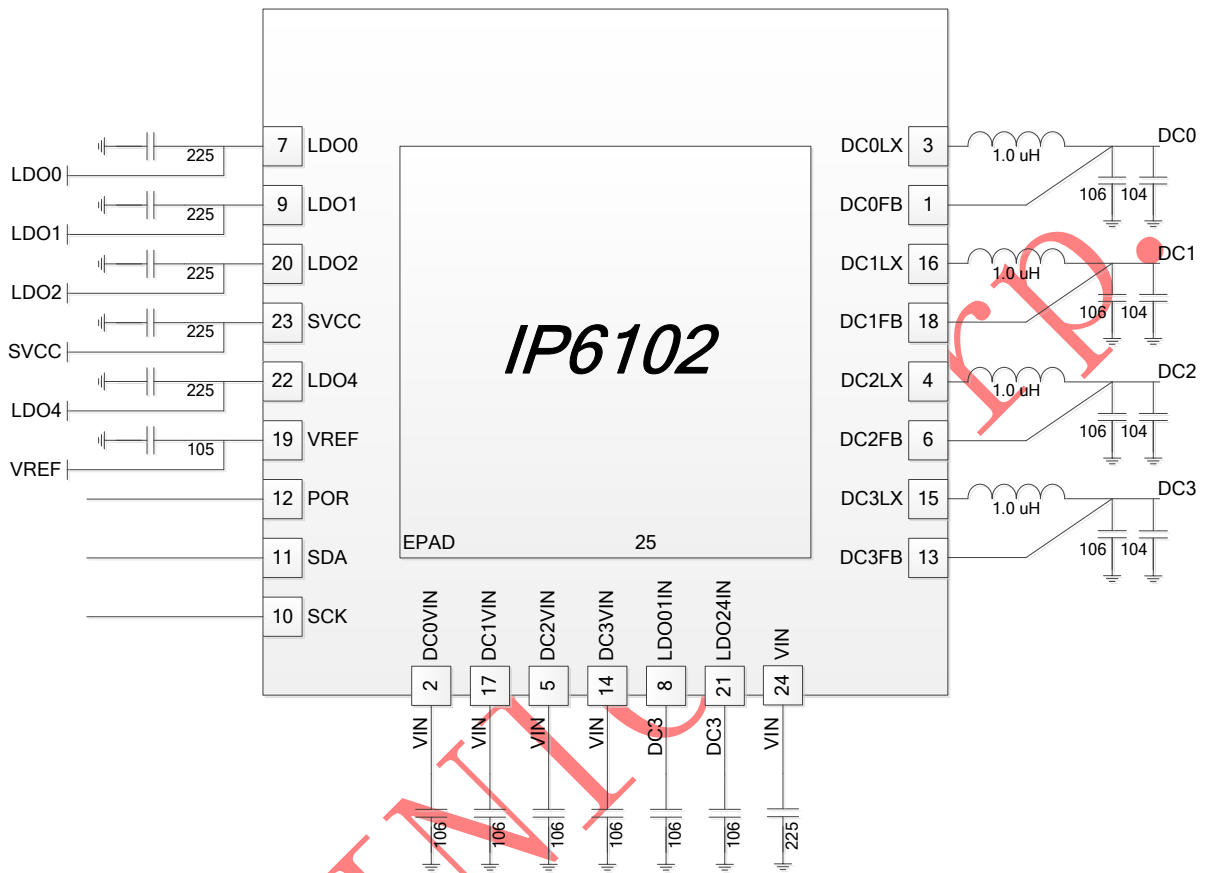 7 LDO0
225
LDO0
9 LDO1
225
LDO1
20 LDO2
225
LDO2
23 SVCC
225
SVCC
22 LDO4
225
LDO4
19 VREF
105
VREF
12 POR
11 SDA
10 SCK
IP6102
EPAD 25
DC0LX 3
1.0 uH
DC0
DC0FB 1
106 104
DC1LX 16
1.0 uH
DC1
DC1FB 18
106 104
DC2LX 4
1.0 uH
DC2
DC2FB 6
106 104
DC3LX 15
1.0 uH
DC3
DC3FB 13
106 104
DC0VIN DC1VIN DC2VIN DC3VIN LDO01IN LDO24IN VIN
2 17 5 14 8 21 24
VIN VIN VIN VIN DC3 DC3 VIN
106 106 106 106 106 106 225
rp.